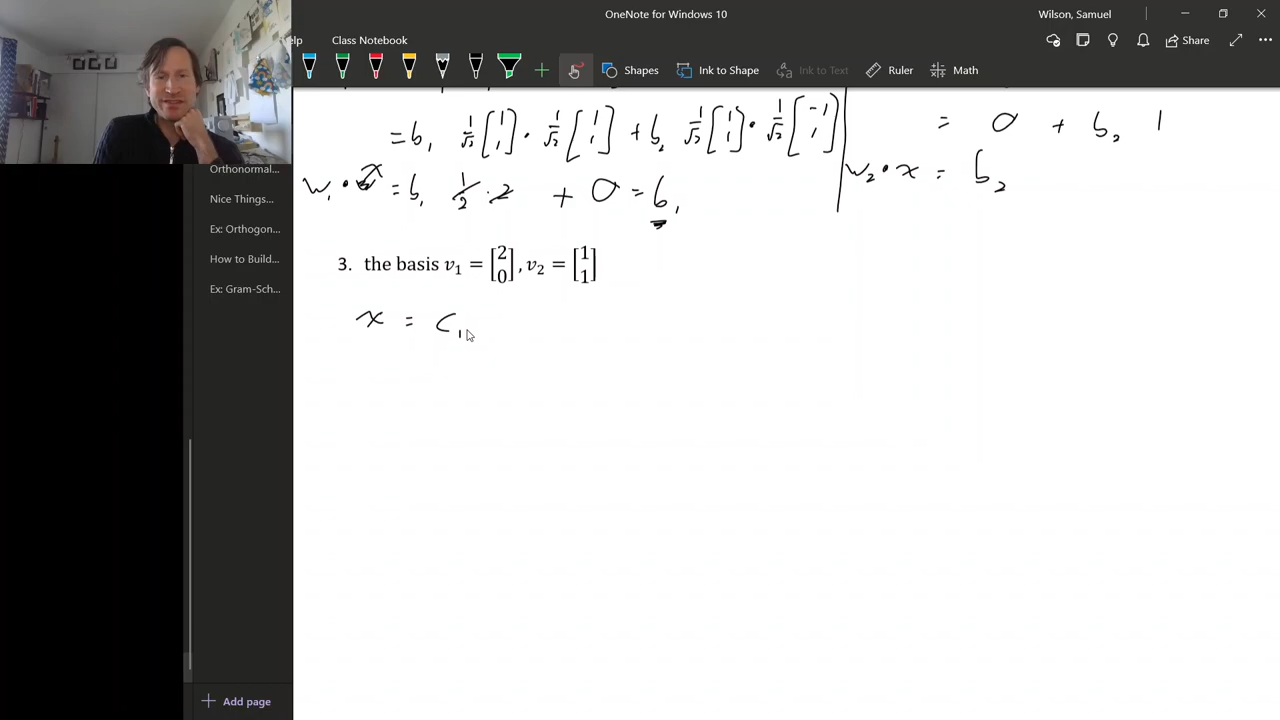 OneNote for Windows 10
Wilson, Samuel
elp Class Notebook
Shapes Ink to Shape Ink to Text Ruler Math
Share
= b₁ 1/√2 [1 1] · 1/√2 [1 1] + b₂ 1/√2 [1 1] · 1/√2 [-1 1]
= 0 + b₂ 1
w₁ · x = b₁ 1/2 · 2 + 0 = b₁
w₂ · x = b₂
Orthonormal...
Nice Things...
Ex: Orthogon...
How to Build...
Ex: Gram-Sch...
3. the basis v₁ = [2 0], v₂ = [1 1]
x = c₁
Add page